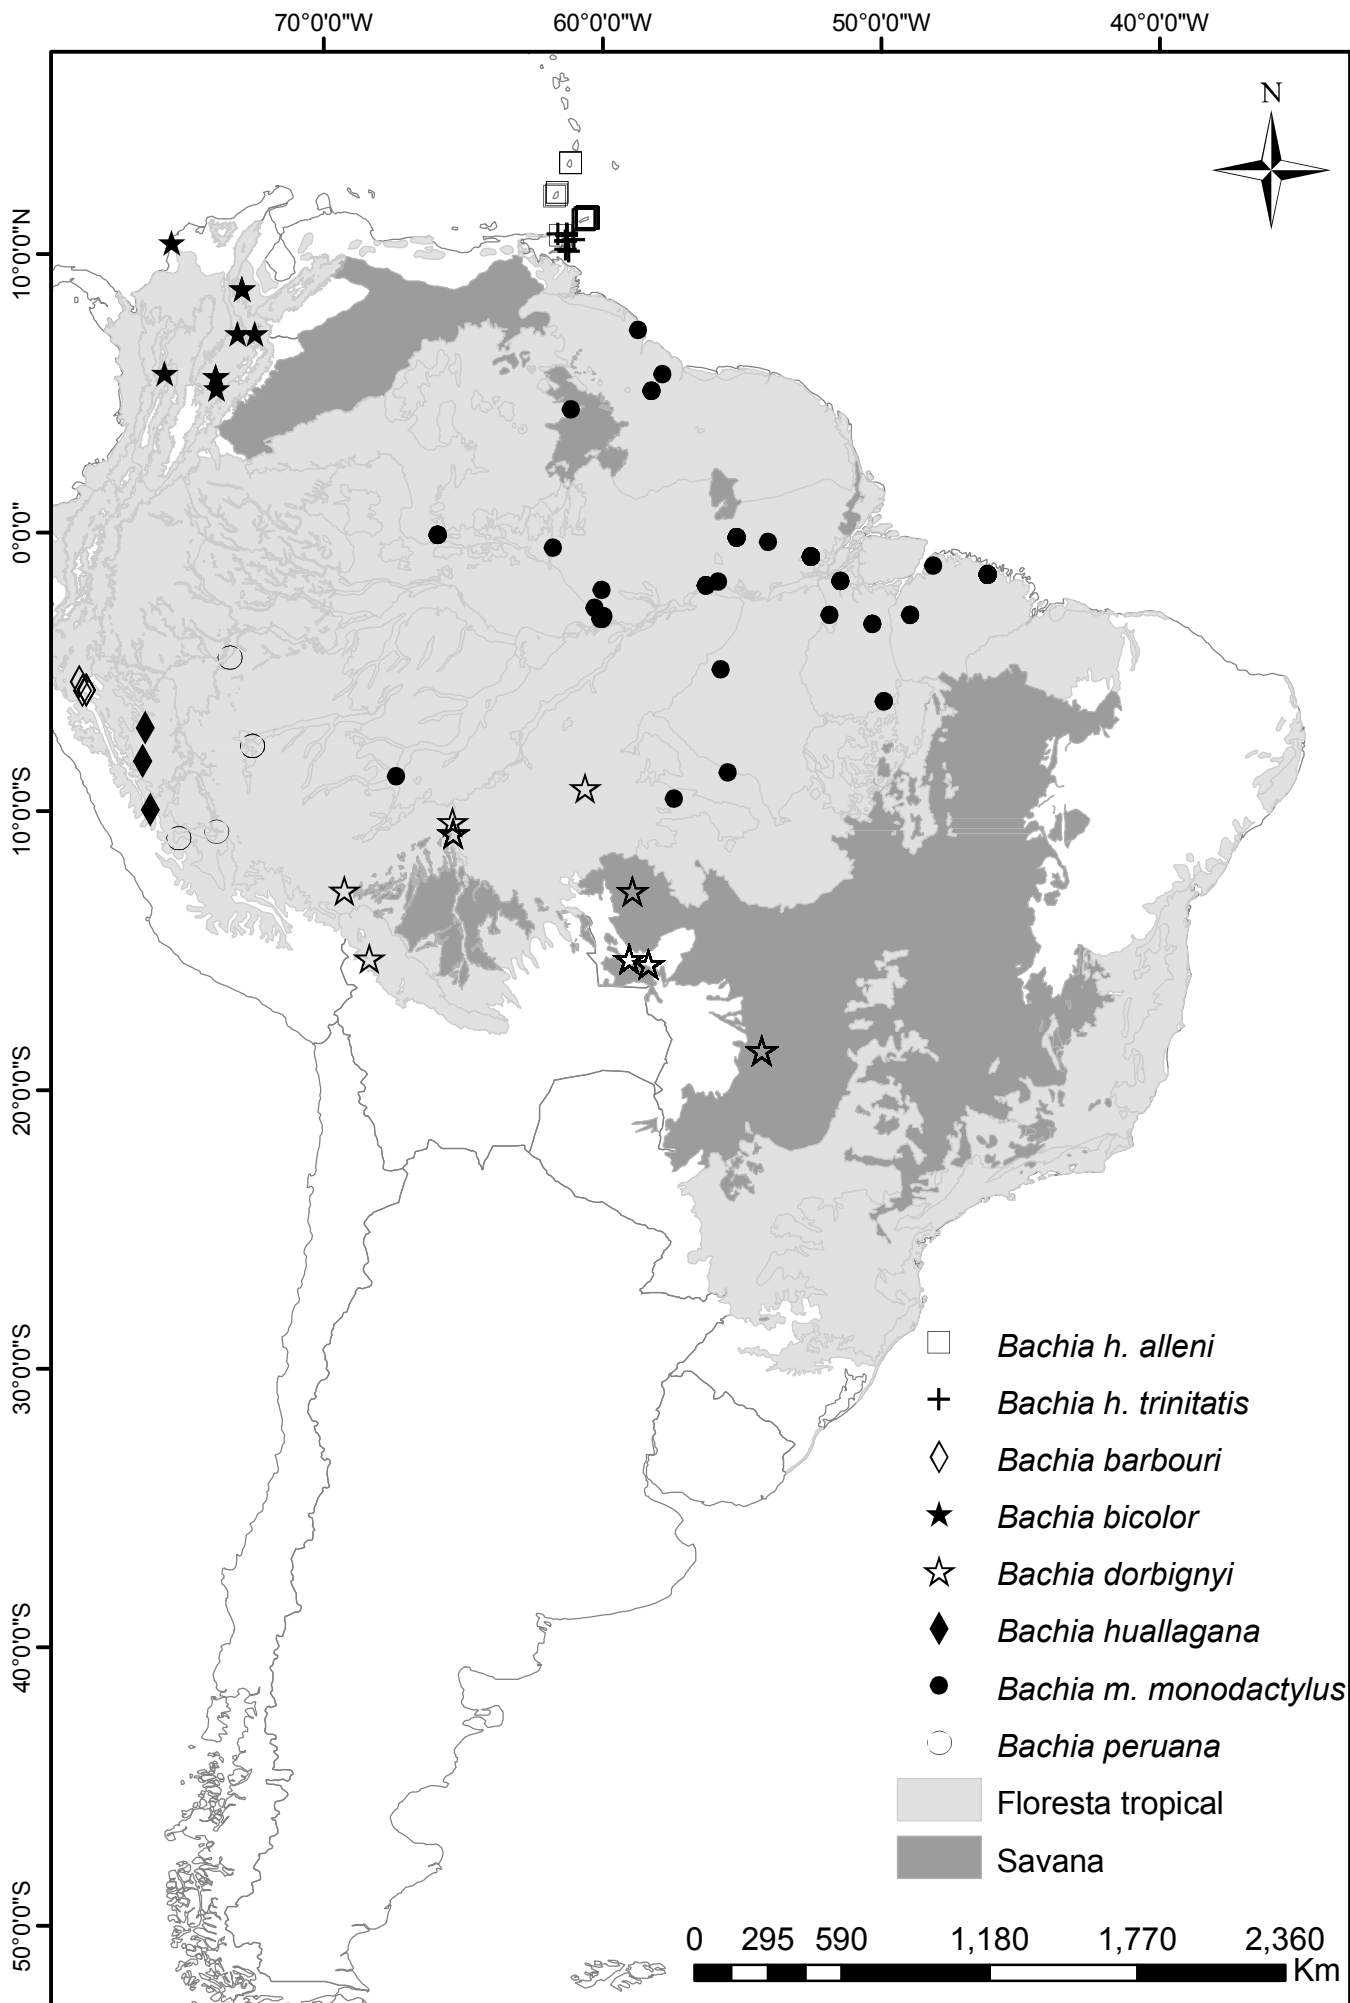 70°0'0"W 60°0'0"W 50°0'0"W 40°0'0"W
N
10°0'0"N
0°0'0"
10°0'0"S
20°0'0"S
30°0'0"S
40°0'0"S
50°0'0"S
Bachia h. alleni
Bachia h. trinitatis
Bachia barbouri
Bachia bicolor
Bachia dorbignyi
Bachia huallagana
Bachia m. monodactylus
Bachia peruana
Floresta tropical
Savana
0 295 590 1,180 1,770 2,360
Km